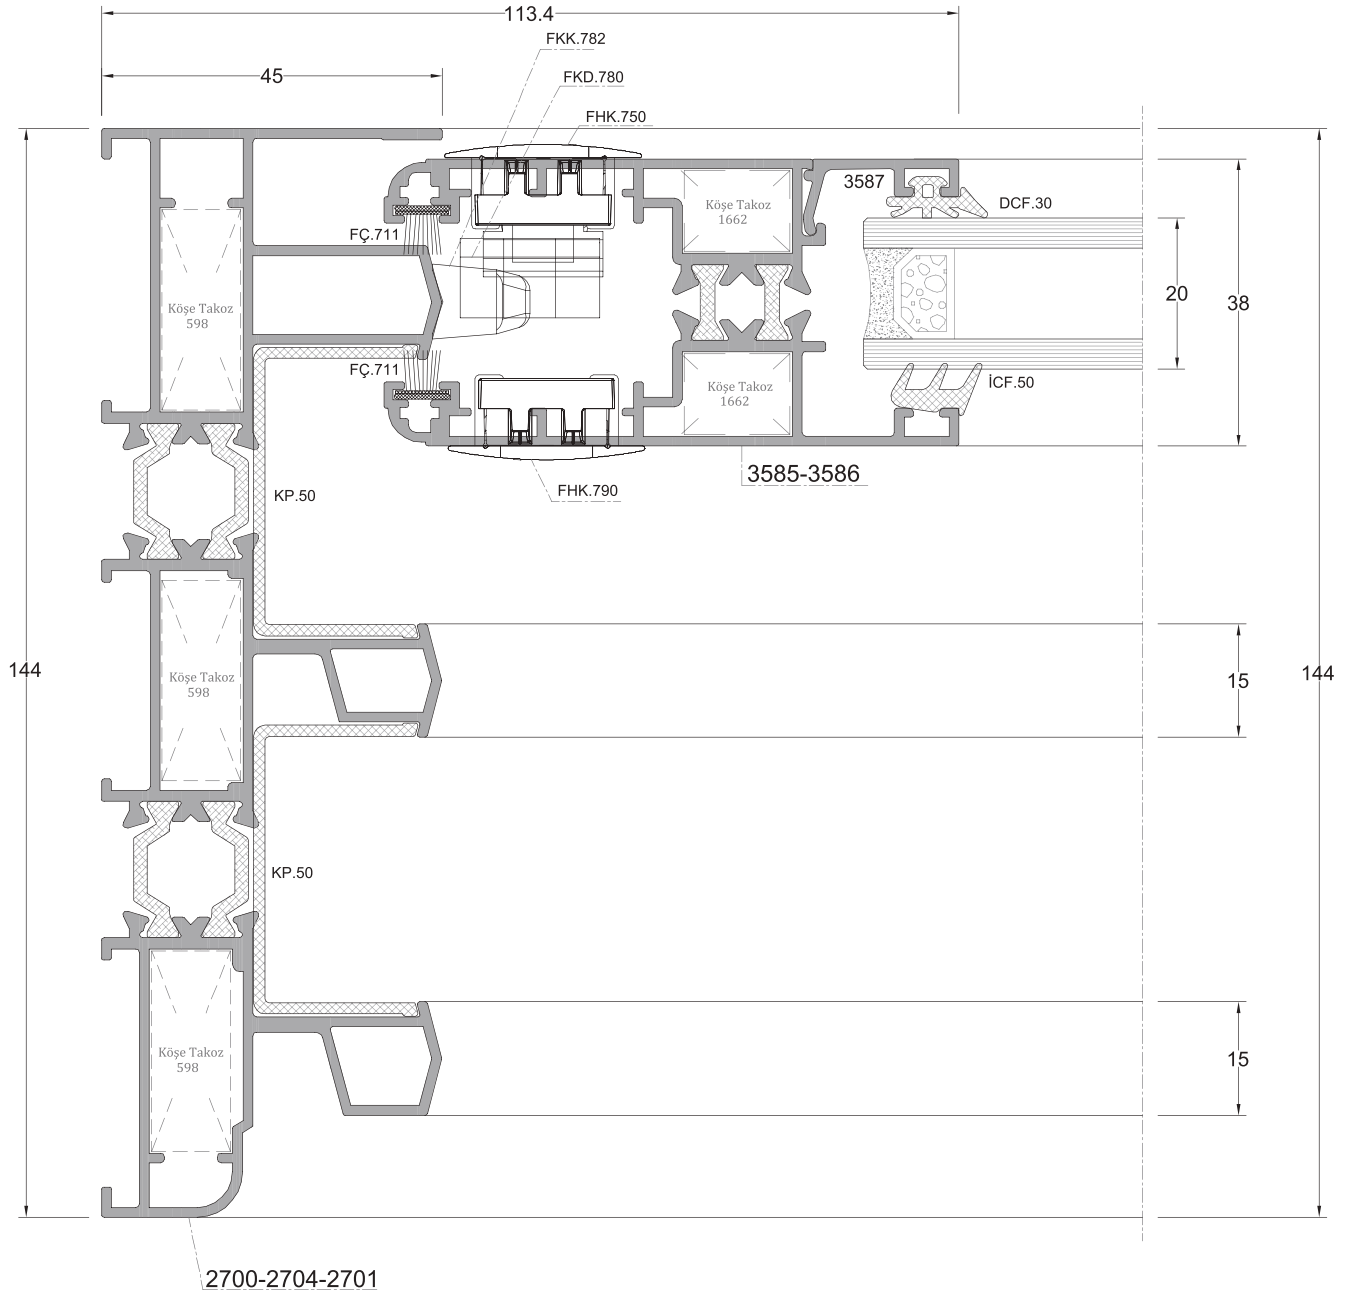 113.4
FKK.782
45
FKD.780
FHK.750
3587
DCF.30
Köşe Takoz
1662
FÇ.711
20
38
Köşe Takoz
598
FÇ.711
İCF.50
Köşe Takoz
1662
3585-3586
FHK.790
KP.50
144
Köşe Takoz
598
15
144
KP.50
Köşe Takoz
598
15
2700-2704-2701